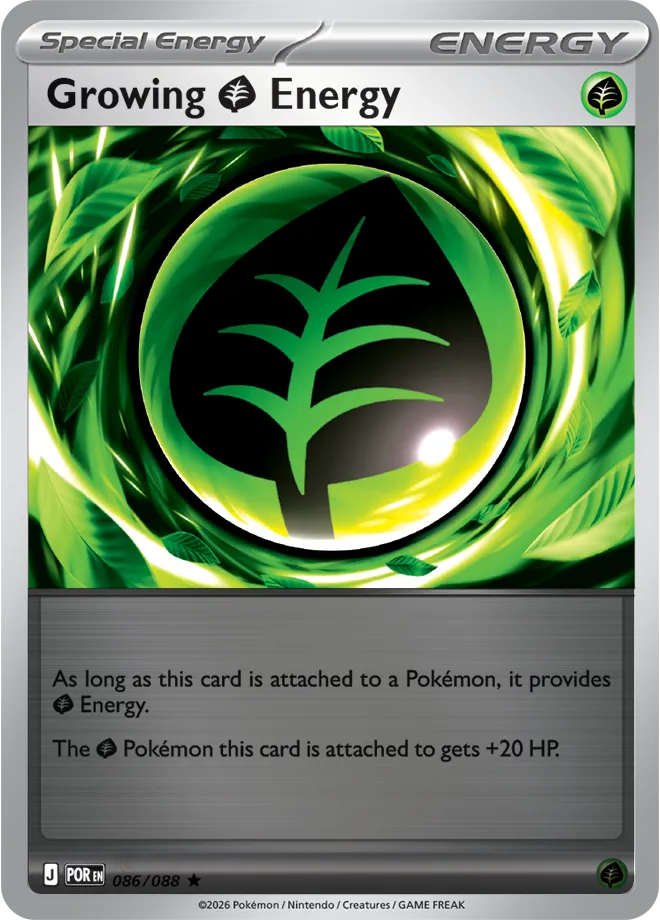 Special Energy
ENERGY
Growing Energy
As long as this card is attached to a Pokémon, it provides
Energy.
The Pokémon this card is attached to gets +20 HP.
J POR EN 086/088 ★
©2026 Pokémon / Nintendo / Creatures / GAME FREAK